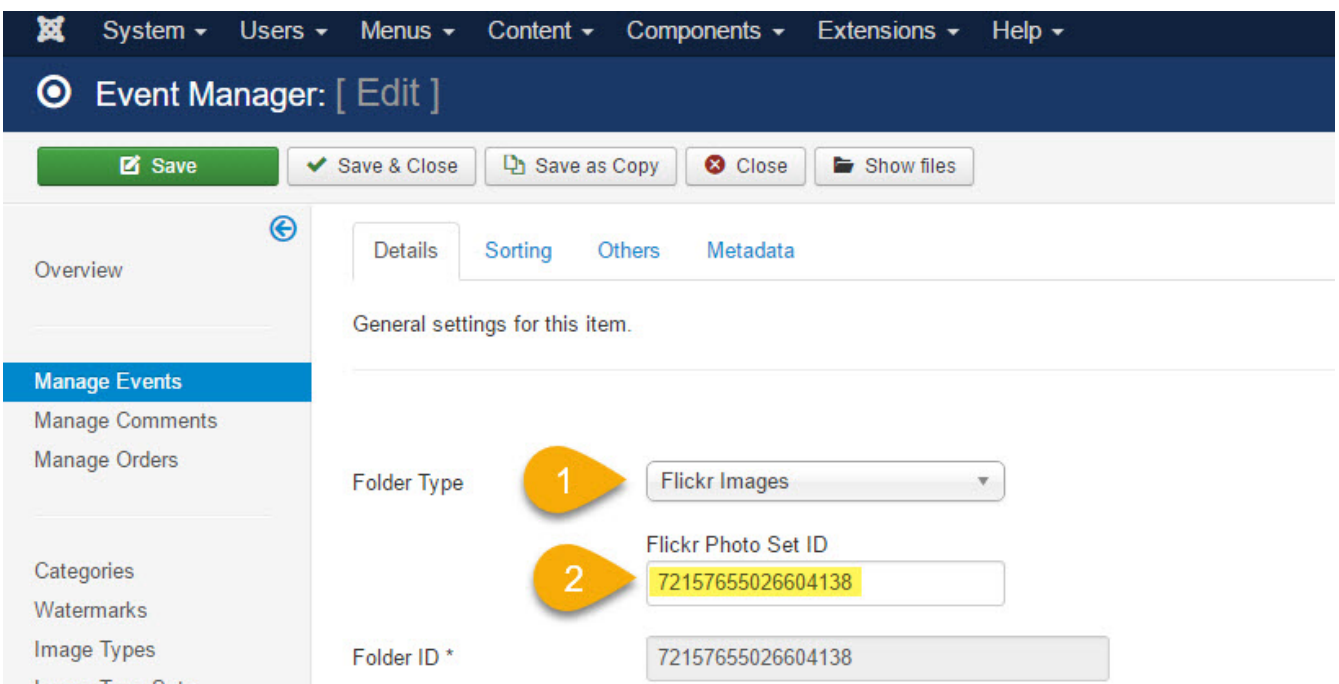 System Users Menus Content Components Extensions Help
Event Manager: [ Edit ]
Save Save & Close Save as Copy Close Show files
Details Sorting Others Metadata
Overview
General settings for this item.
Manage Events
Manage Comments
Manage Orders
Folder Type 1 Flickr Images
Flickr Photo Set ID
2 72157655026604138
Categories
Watermarks
Image Types
Folder ID * 72157655026604138